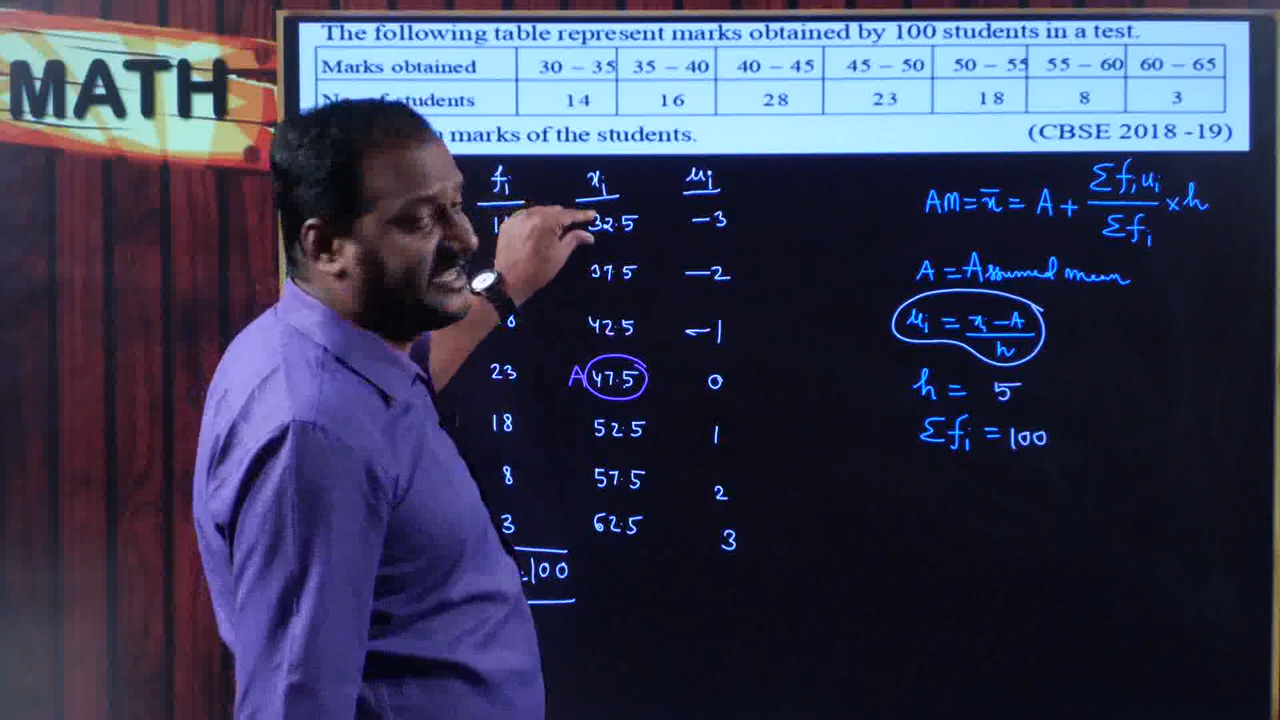 MATH
The following table represent marks obtained by 100 students in a test.
Marks obtained 30 – 35 35 – 40 40 – 45 45 – 50 50 – 55 55 – 60 60 – 65
students 14 16 28 23 18 8 3
marks of the students. (CBSE 2018 -19)
fi xi ui
32.5 –3
37.5 –2
42.5 –1
23 A 47.5 0
18 52.5 1
8 57.5 2
3 62.5 3
100
AM = x̄ = A + Σfiui / Σfi × h
A = Assumed mean
ui = xi – A / h
h = 5
Σfi = 100